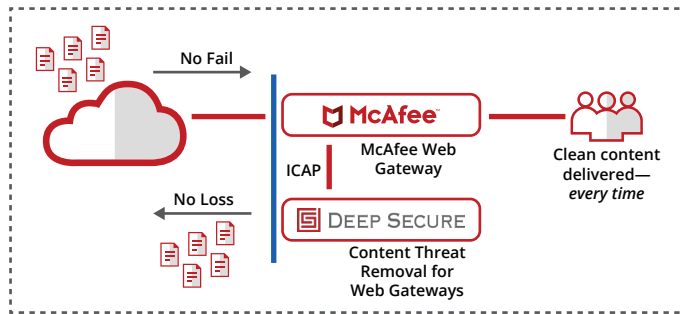 No Fail
McAfee™
McAfee Web
Gateway
ICAP
No Loss
DEEP SECURE
Content Threat
Removal for
Web Gateways
Clean content
delivered—
every time